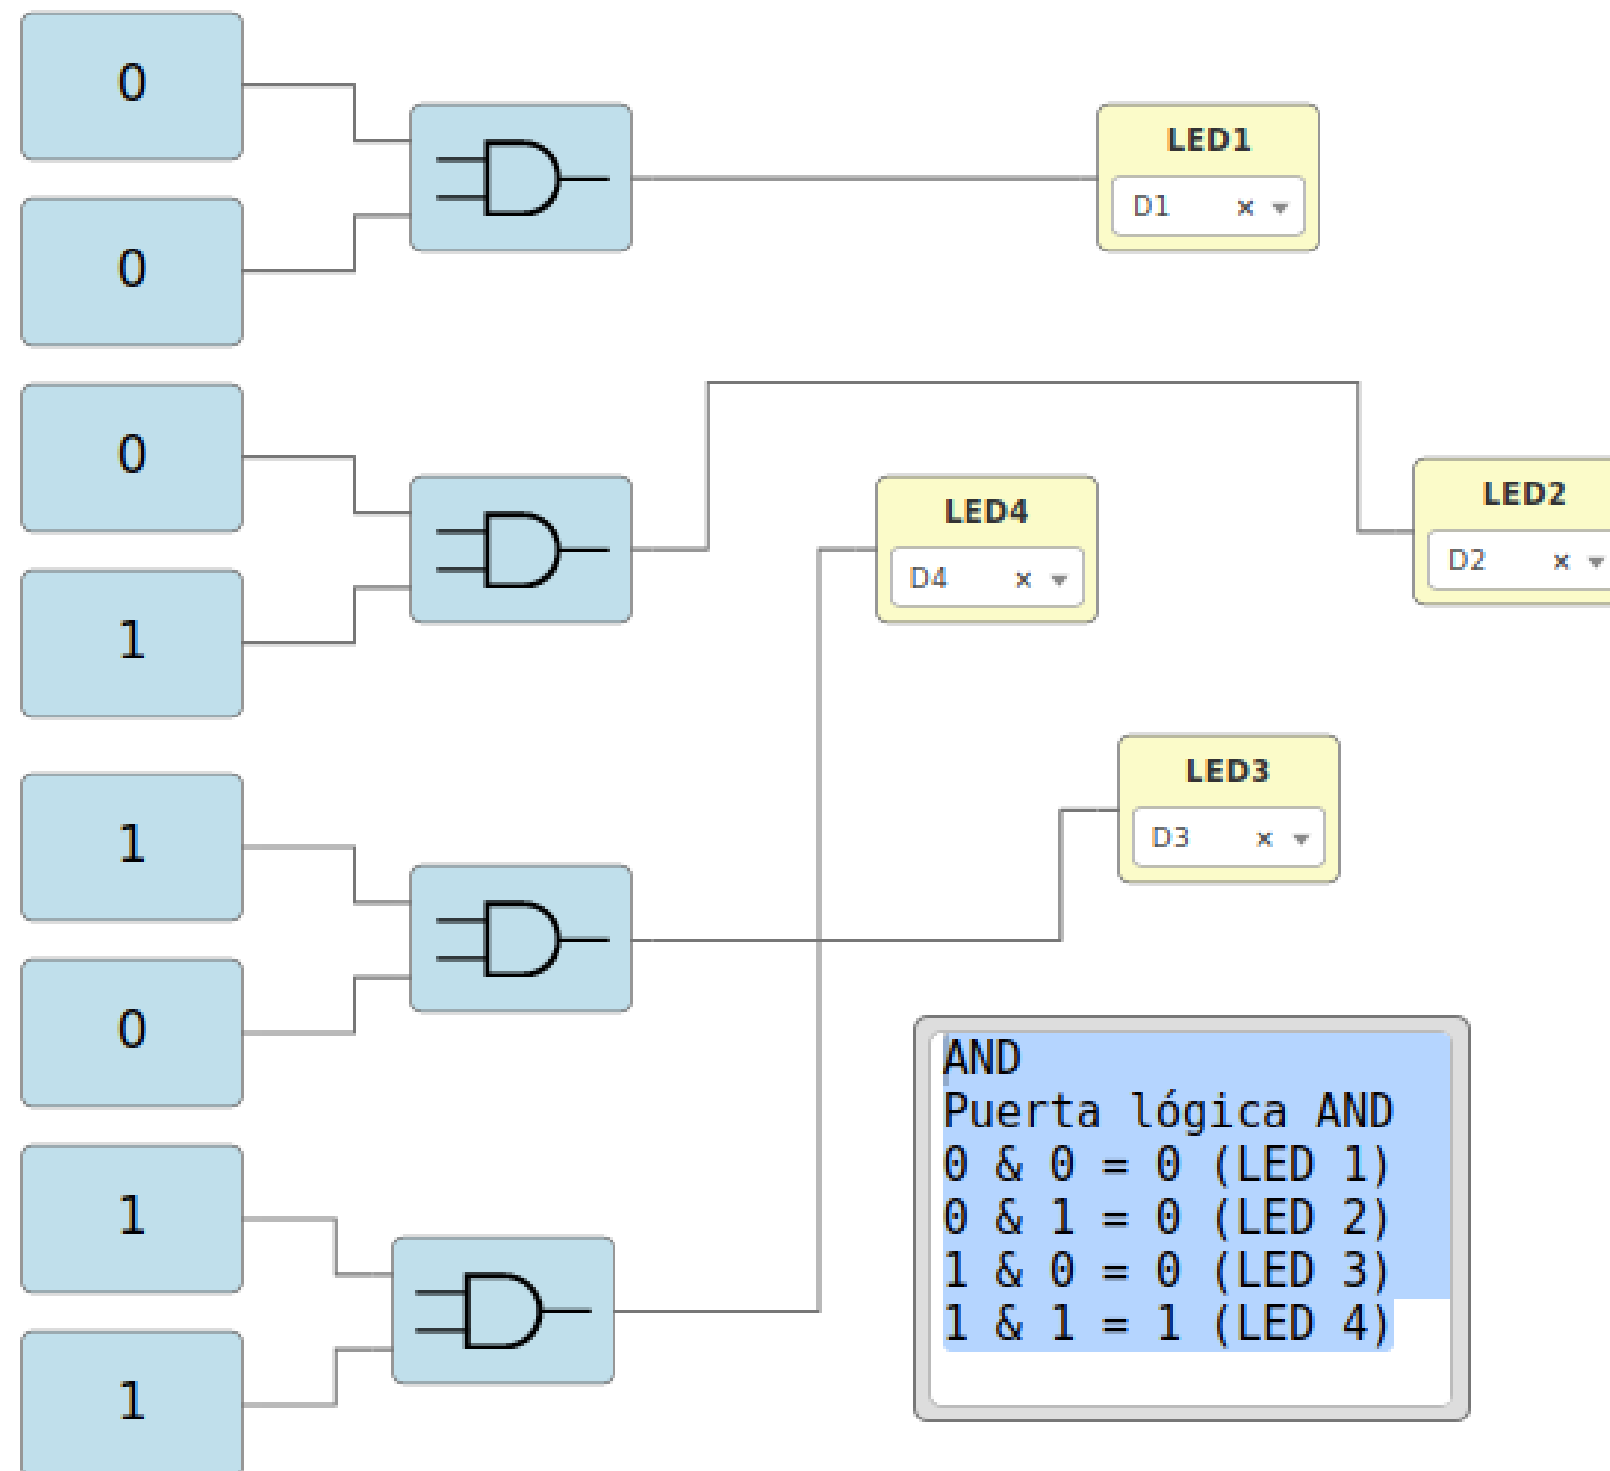 0
LED1
D1 × ▾
0
0
LED4
D4 × ▾
LED2
D2 × ▾
1
1
LED3
D3 × ▾
0
AND
Puerta lógica AND
0 & 0 = 0 (LED 1)
0 & 1 = 0 (LED 2)
1 & 0 = 0 (LED 3)
1 & 1 = 1 (LED 4)
1
1